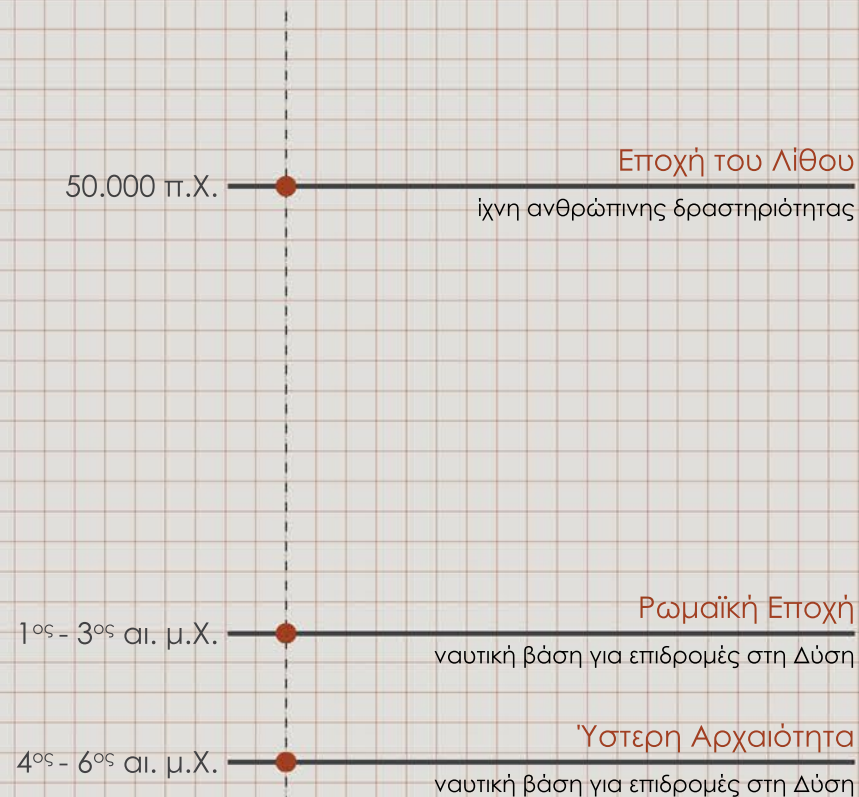 Εποχή του Λίθου
50.000 π.Χ.
ίχνη ανθρώπινης δραστηριότητας
Ρωμαϊκή Εποχή
1ος - 3ος αι. μ.Χ.
ναυτική βάση για επιδρομές στη Δύση
Ύστερη Αρχαιότητα
4ος - 6ος αι. μ.Χ.
ναυτική βάση για επιδρομές στη Δύση